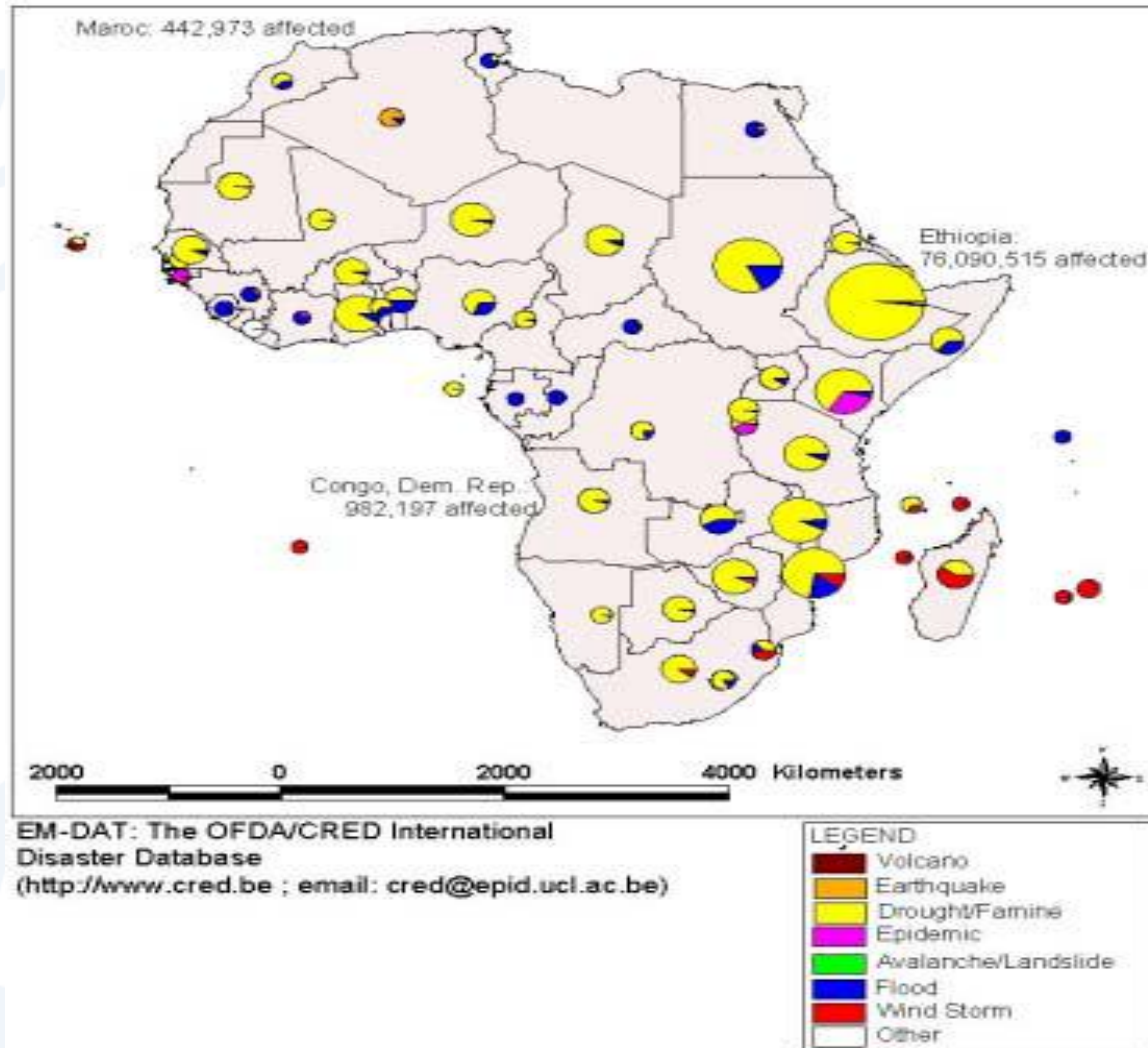 Maroc: 442,973 affected
Ethiopia:
76,090,515 affected
Congo, Dem. Rep.:
982,197 affected
2000 0 2000 4000 Kilometers
EM-DAT: The OFDA/CRED International
Disaster Database
(http://www.cred.be ; email: cred@epid.ucl.ac.be)
LEGEND
Volcano
Earthquake
Drought/Famine
Epidemic
Avalanche/Landslide
Flood
Wind Storm
Other